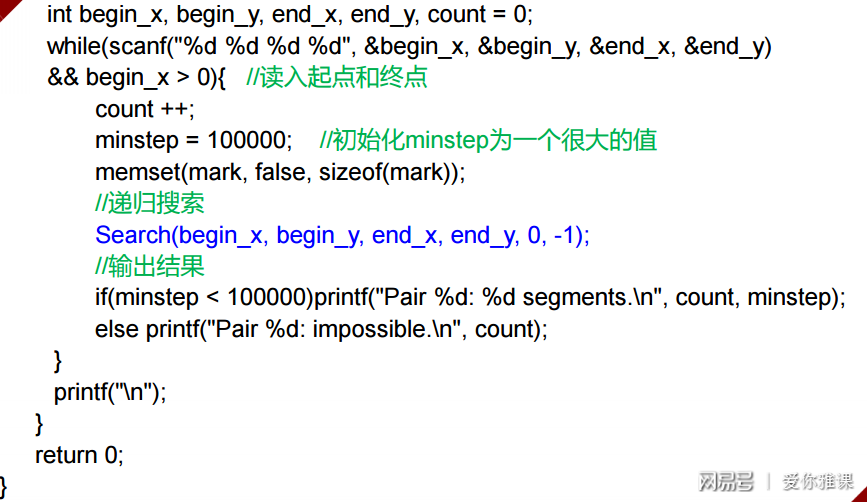 int begin_x, begin_y, end_x, end_y, count = 0;
while(scanf("%d %d %d %d", &begin_x, &begin_y, &end_x, &end_y)
&& begin_x > 0){ //读入起点和终点
count ++;
minstep = 100000; //初始化minstep为一个很大的值
memset(mark, false, sizeof(mark));
//递归搜索
Search(begin_x, begin_y, end_x, end_y, 0, -1);
//输出结果
if(minstep < 100000)printf("Pair %d: %d segments.\n", count, minstep);
else printf("Pair %d: impossible.\n", count);
}
printf("\n");
}
return 0;
}
网易号 | 爱你雅课